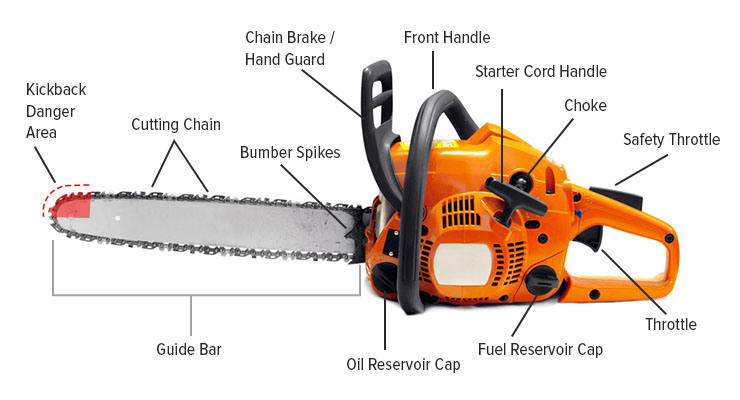 Chain Brake /
Hand Guard
Front Handle
Starter Cord Handle
Choke
Safety Throttle
Kickback
Danger
Area
Cutting Chain
Bumber Spikes
Guide Bar
Oil Reservoir Cap
Fuel Reservoir Cap
Throttle